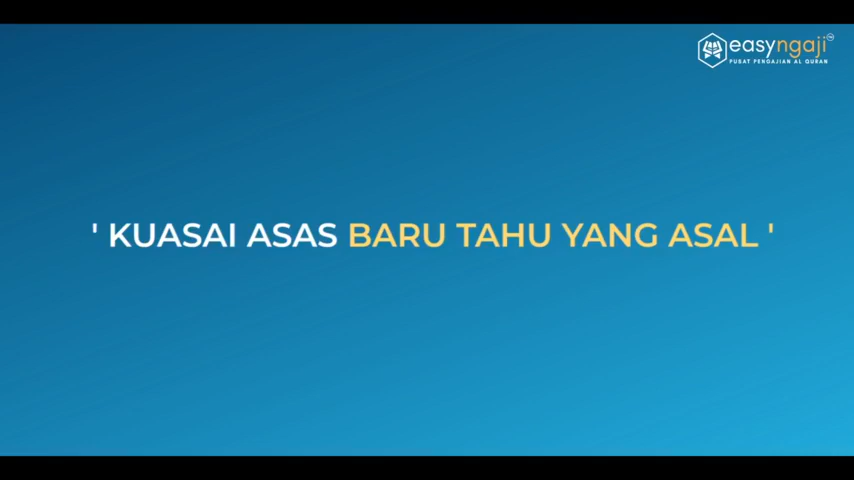 easyngaji
PUSAT PENGAJIAN AL QURAN
' KUASAI ASAS BARU TAHU YANG ASAL '